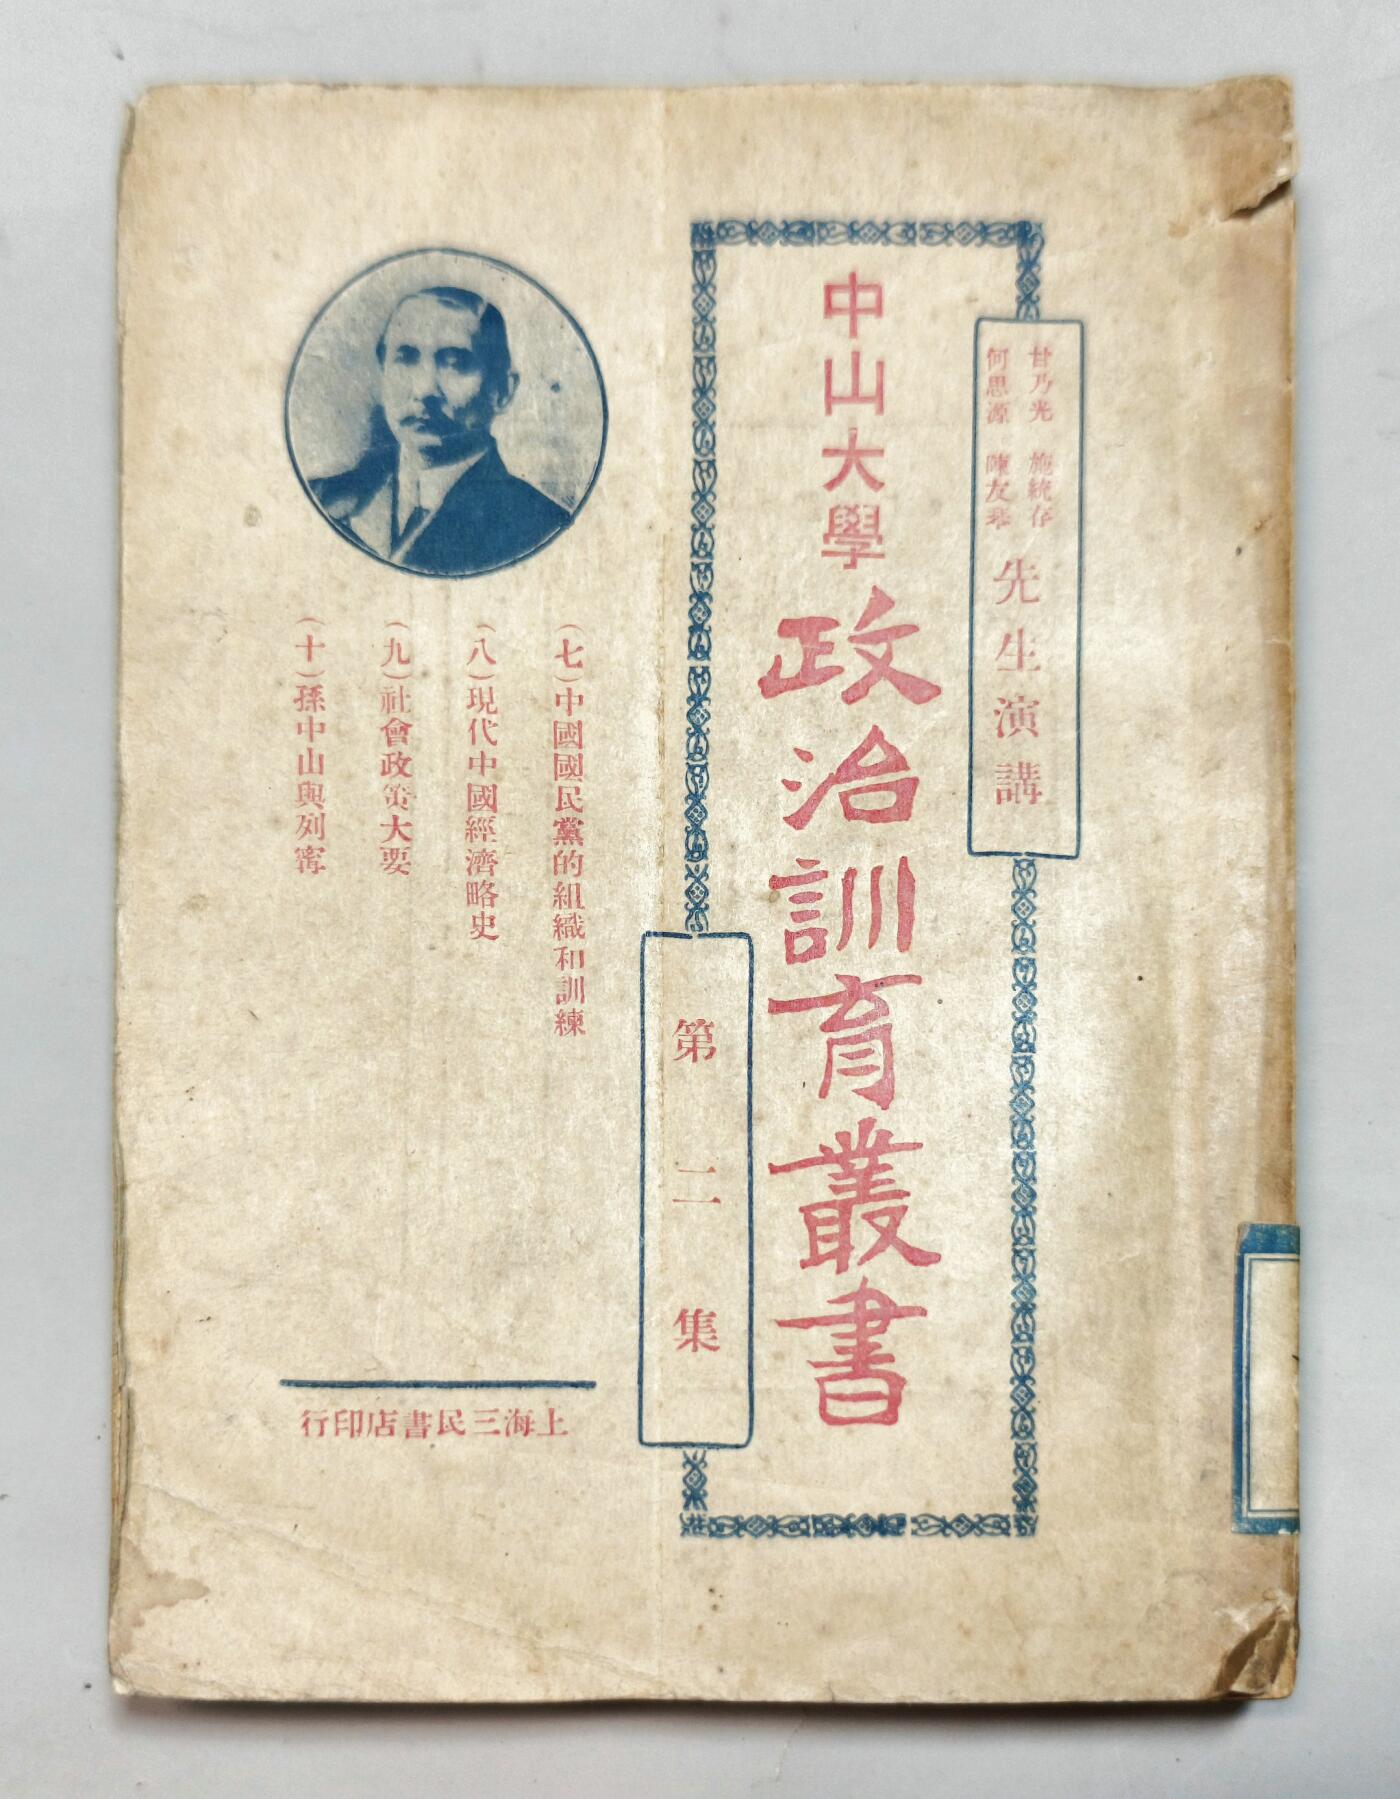 甘乃光 施統存
何思源 陳友琴
先生演講
中山大學
政治訓育叢書
第二集
(七)中國國民黨的組織和訓練
(八)現代中國經濟略史
(九)社會政策大要
(十)孫中山與列寗
上海三民書店印行